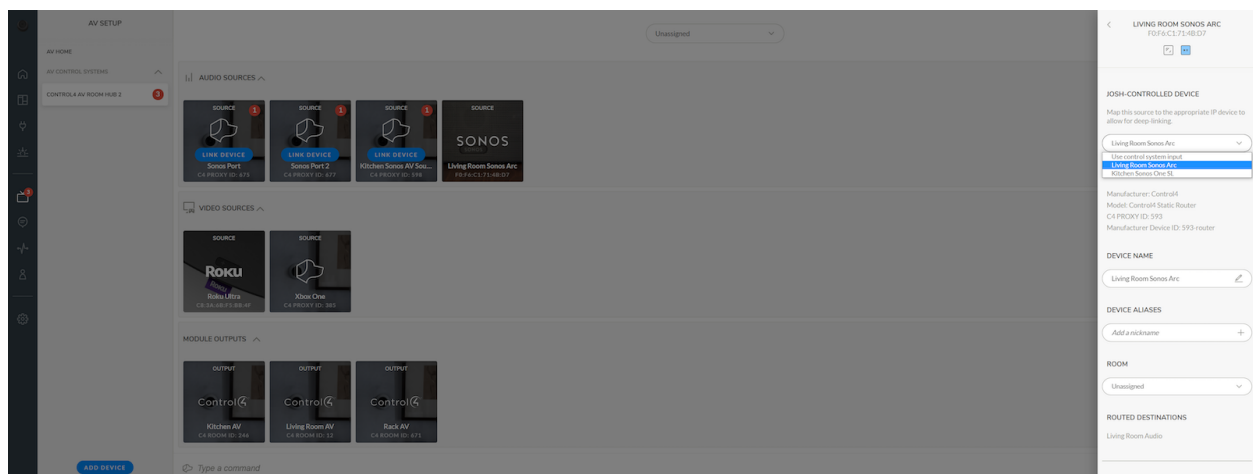 AV SETUP
AV HOME
AV CONTROL SYSTEMS
CONTROL4 AV ROOM HUB 2
3
3
ADD DEVICE
Unassigned
AUDIO SOURCES
SOURCE
1
LINK DEVICE
Sonos Port
C4 PROXY ID: 675
SOURCE
1
LINK DEVICE
Sonos Port 2
C4 PROXY ID: 677
SOURCE
1
LINK DEVICE
Kitchen Sonos AV Sou...
C4 PROXY ID: 598
SOURCE
SONOS
Living Room Sonos Arc
F0:F6:C1:71:4B:D7
VIDEO SOURCES
SOURCE
ROKU
Roku
Roku Ultra
SOURCE
Xbox One
C4 PROXY ID: 385
MODULE OUTPUTS
OUTPUT
Control4
Kitchen AV
C4 ROOM ID: 246
OUTPUT
Control4
Living Room AV
C4 ROOM ID: 12
OUTPUT
Control4
Rack AV
C4 ROOM ID: 671
Type a command
LIVING ROOM SONOS ARC
F0:F6:C1:71:4B:D7
JOSH-CONTROLLED DEVICE
Map this source to the appropriate IP device to
allow for deep-linking.
Living Room Sonos Arc
Use control system input
Living Room Sonos Arc
Kitchen Sonos One SL
Manufacturer: Control4
Model: Control4 Static Router
C4 PROXY ID: 593
Manufacturer Device ID: 593-router
DEVICE NAME
Living Room Sonos Arc
DEVICE ALIASES
Add a nickname
ROOM
Unassigned
ROUTED DESTINATIONS
Living Room Audio